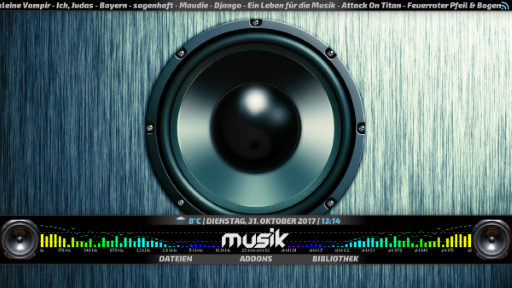 kleine Vampir - Ich, Judas - Bayern - sagenhaft - Maudie - Django - Ein Leben für die Musik - Attack On Titan - Feuerroter Pfeil & Bogen
8°C | DIENSTAG, 31. OKTOBER 2017 | 13:14
musik
DATEIEN ADDONS BIBLIOTHEK